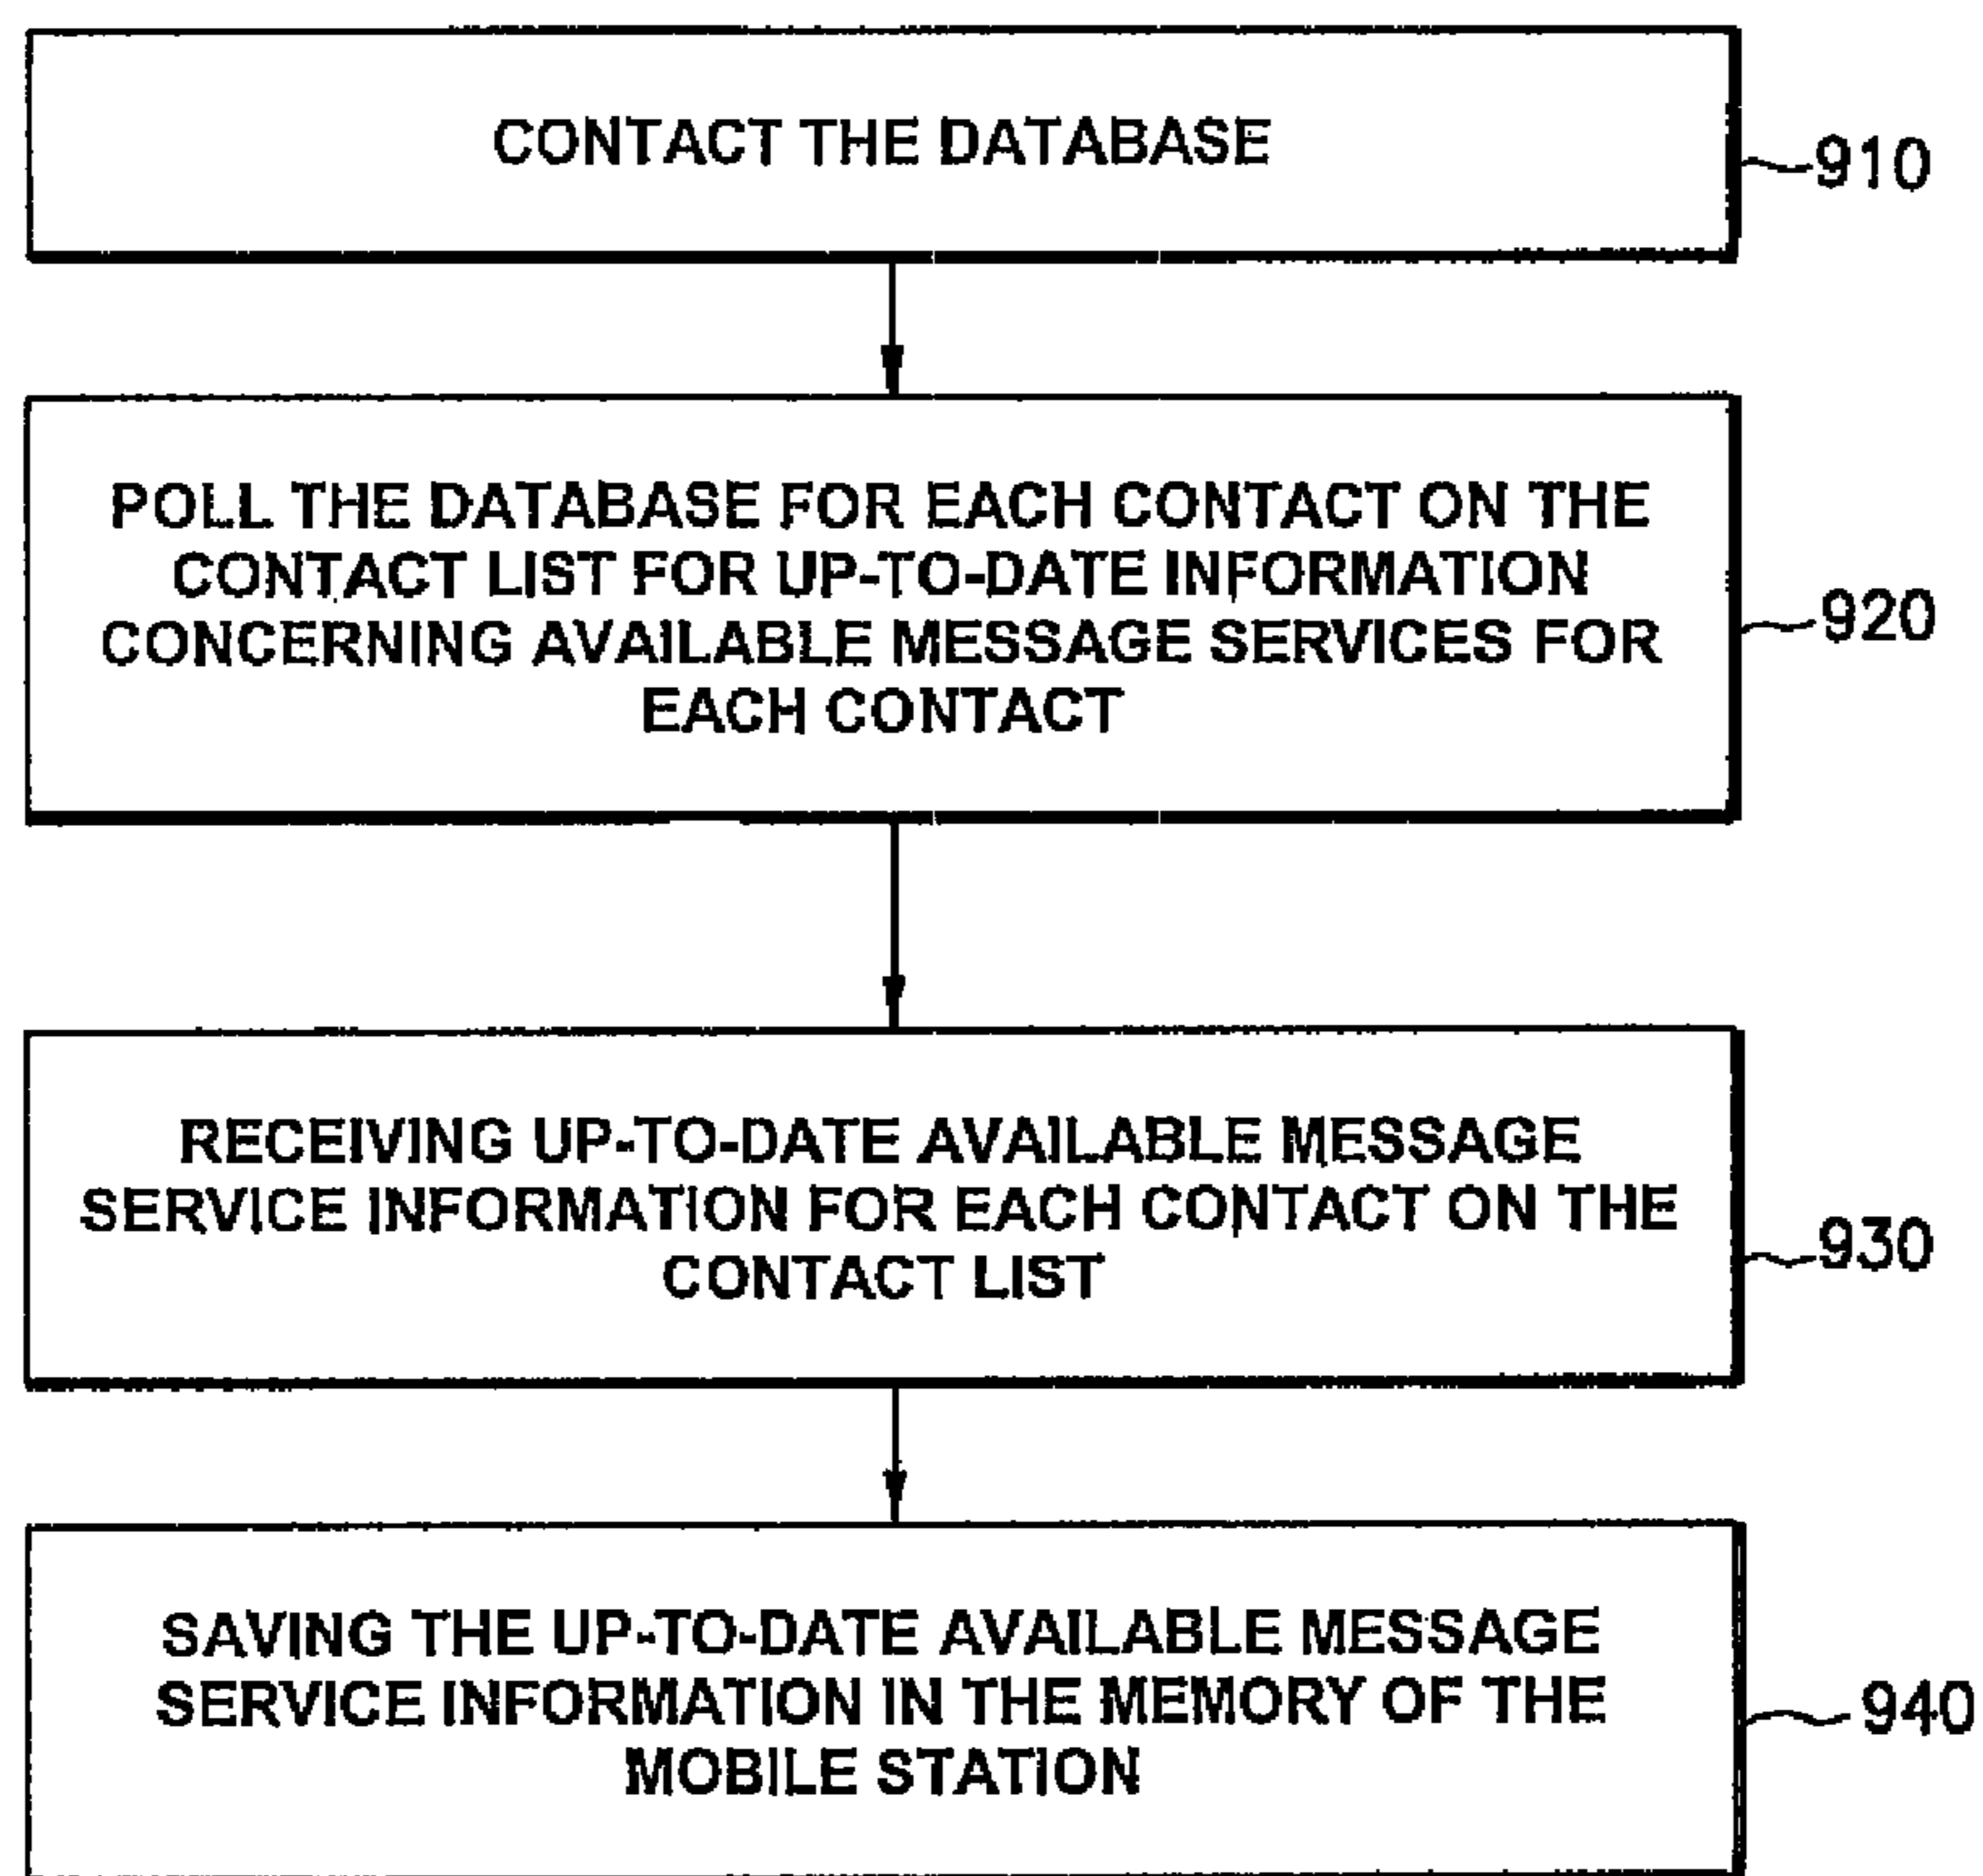 CONTACT THE DATABASE
910
POLL THE DATABASE FOR EACH CONTACT ON THE
CONTACT LIST FOR UP-TO-DATE INFORMATION
CONCERNING AVAILABLE MESSAGE SERVICES FOR
EACH CONTACT
920
RECEIVING UP-TO-DATE AVAILABLE MESSAGE
SERVICE INFORMATION FOR EACH CONTACT ON THE
CONTACT LIST
930
SAVING THE UP-TO-DATE AVAILABLE MESSAGE
SERVICE INFORMATION IN THE MEMORY OF THE
MOBILE STATION
940